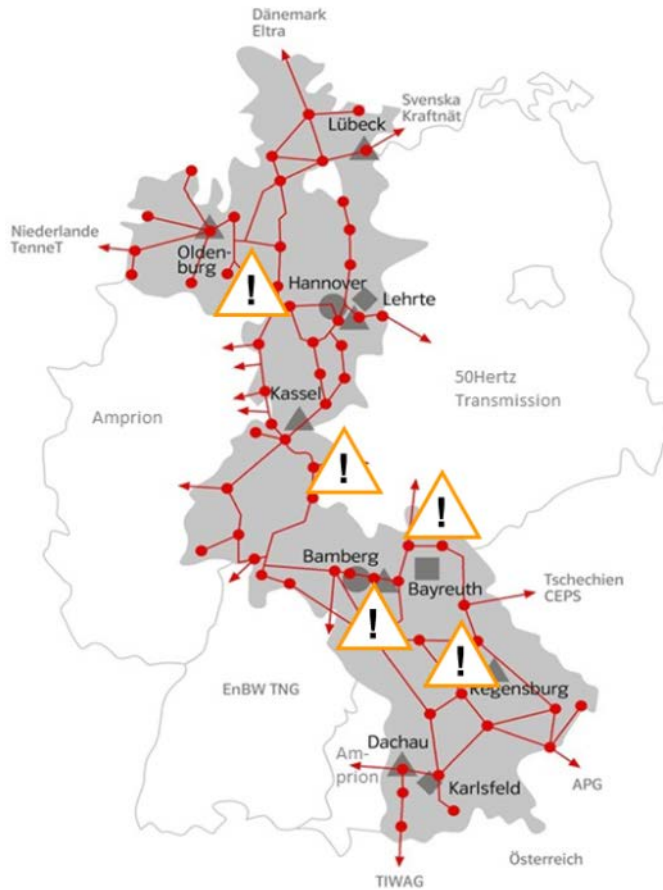 Dänemark
Eltra
Svenska
Kraftnät
Lübeck
Niederlande
TenneT
Olden-
burg
!
Hannover
Lehrte
50Hertz
Transmission
Kassel
Amprion
!
!
Bamberg
Bayreuth
Tschechien
CEPS
!
!
EnBW TNG
Regensburg
Dachau
Am-
prion
Karlsfeld
APG
Österreich
TIWAG